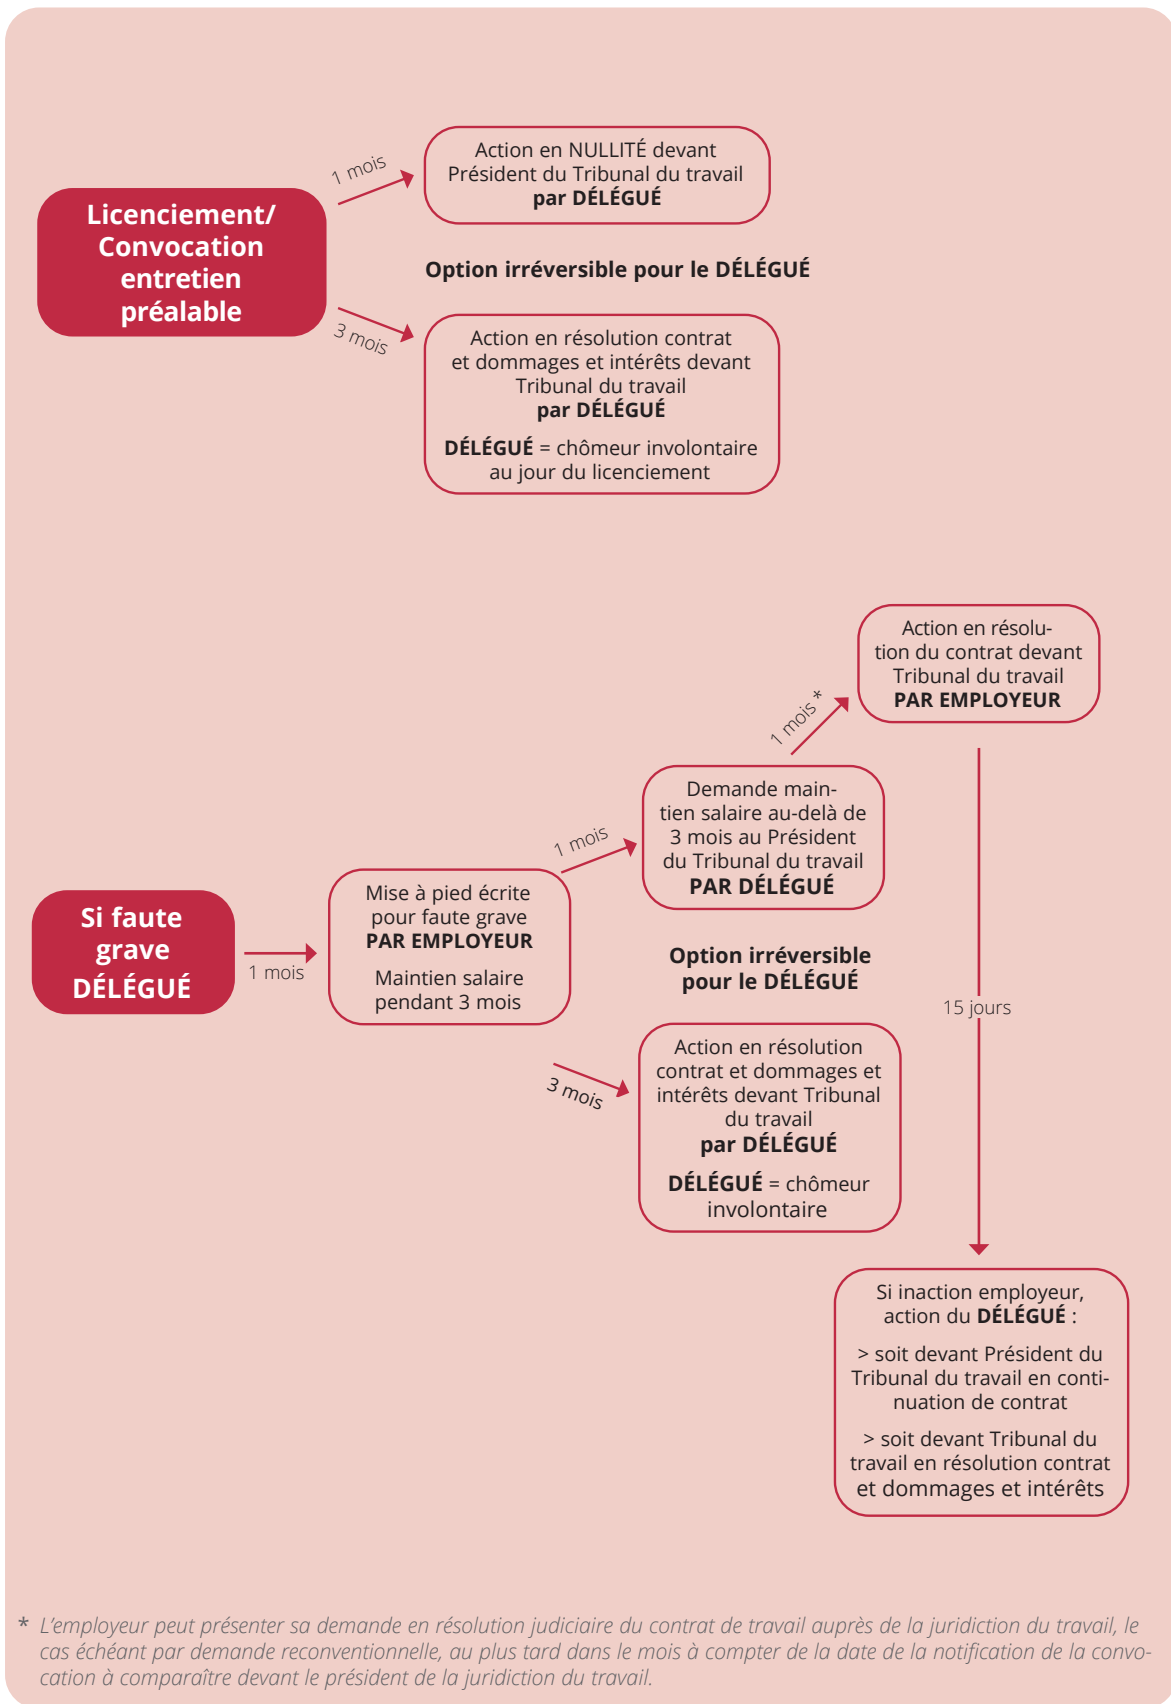 Licenciement/
Convocation
entretien
préalable
1 mois
Action en NULLITÉ devant
Président du Tribunal du travail
par DÉLÉGUÉ
Option irréversible pour le DÉLÉGUÉ
3 mois
Action en résolution contrat
et dommages et intérêts devant
Tribunal du travail
par DÉLÉGUÉ
DÉLÉGUÉ = chômeur involontaire
au jour du licenciement
Si faute
grave
DÉLÉGUÉ
1 mois
Mise à pied écrite
pour faute grave
PAR EMPLOYEUR
Maintien salaire
pendant 3 mois
1 mois
Demande main-
tien salaire au-delà de
3 mois au Président
du Tribunal du travail
PAR DÉLÉGUÉ
1 mois *
Action en résolu-
tion du contrat devant
Tribunal du travail
PAR EMPLOYEUR
Option irréversible
pour le DÉLÉGUÉ
3 mois
Action en résolution
contrat et dommages et
intérêts devant Tribunal
du travail
par DÉLÉGUÉ
DÉLÉGUÉ = chômeur
involontaire
15 jours
Si inaction employeur,
action du DÉLÉGUÉ :
> soit devant Président du
Tribunal du travail en conti-
nuation de contrat
> soit devant Tribunal du
travail en résolution contrat
et dommages et intérêts
* L'employeur peut présenter sa demande en résolution judiciaire du contrat de travail auprès de la juridiction du travail, le
cas échéant par demande reconventionnelle, au plus tard dans le mois à compter de la date de la notification de la convo-
cation à comparaître devant le président de la juridiction du travail.